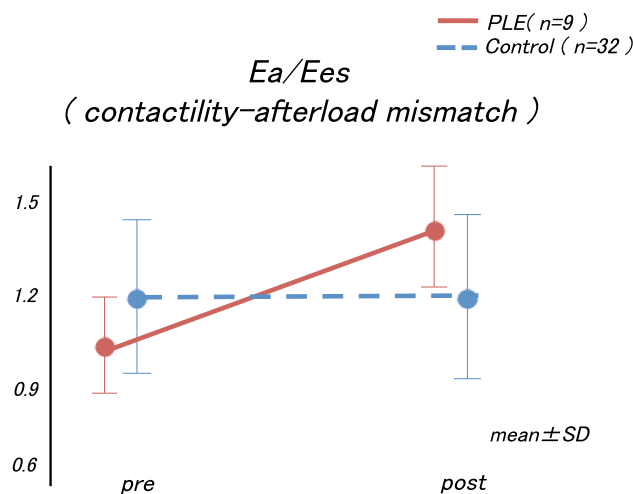 PLE( n=9 )
Control ( n=32 )
Ea/Ees
( contactility-afterload mismatch )
1.5
1.2
0.9
0.6
mean±SD
pre
post